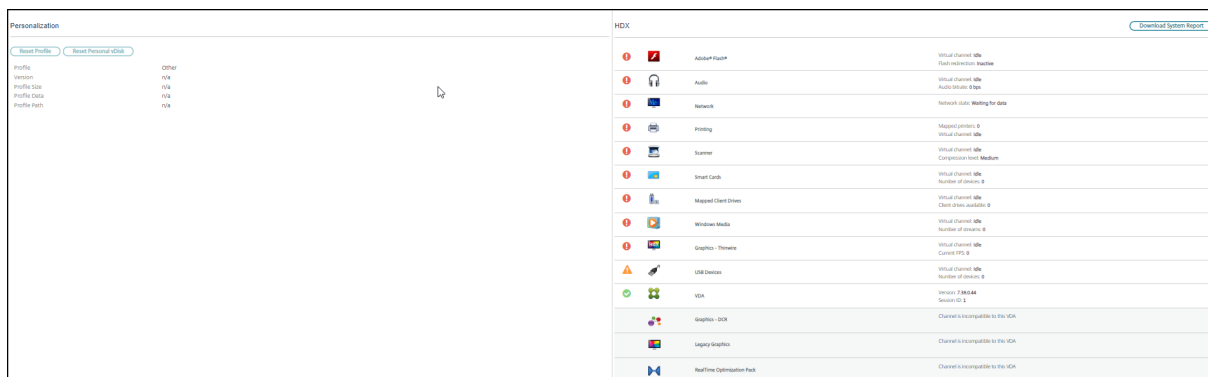 Personalization
Reset Profile
Reset Personal vDisk
Profile Other
Version n/a
Profile Size n/a
Profile Data n/a
Profile Path n/a
HDX
Download System Report
Adobe® Flash®
Virtual channel: Idle
Flash redirection: Inactive
Audio
Virtual channel: Idle
Audio bitrate: 0 bps
Network
Network state: Waiting for data
Printing
Mapped printers: 0
Virtual channel: Idle
Scanner
Virtual channel: Idle
Compression level: Medium
Smart Cards
Virtual channel: Idle
Number of devices: 0
Mapped Client Drives
Virtual channel: Idle
Client drives available: 0
Windows Media
Virtual channel: Idle
Number of streams: 0
Graphics - Thinwire
Virtual channel: Idle
Current FPS: 0
USB Devices
Virtual channel: Idle
Number of devices: 0
VDA
Version: 7.39.0.44
Session ID: 1
Graphics - DCR
Channel is incompatible to this VDA
Legacy Graphics
Channel is incompatible to this VDA
RealTime Optimization Pack
Channel is incompatible to this VDA